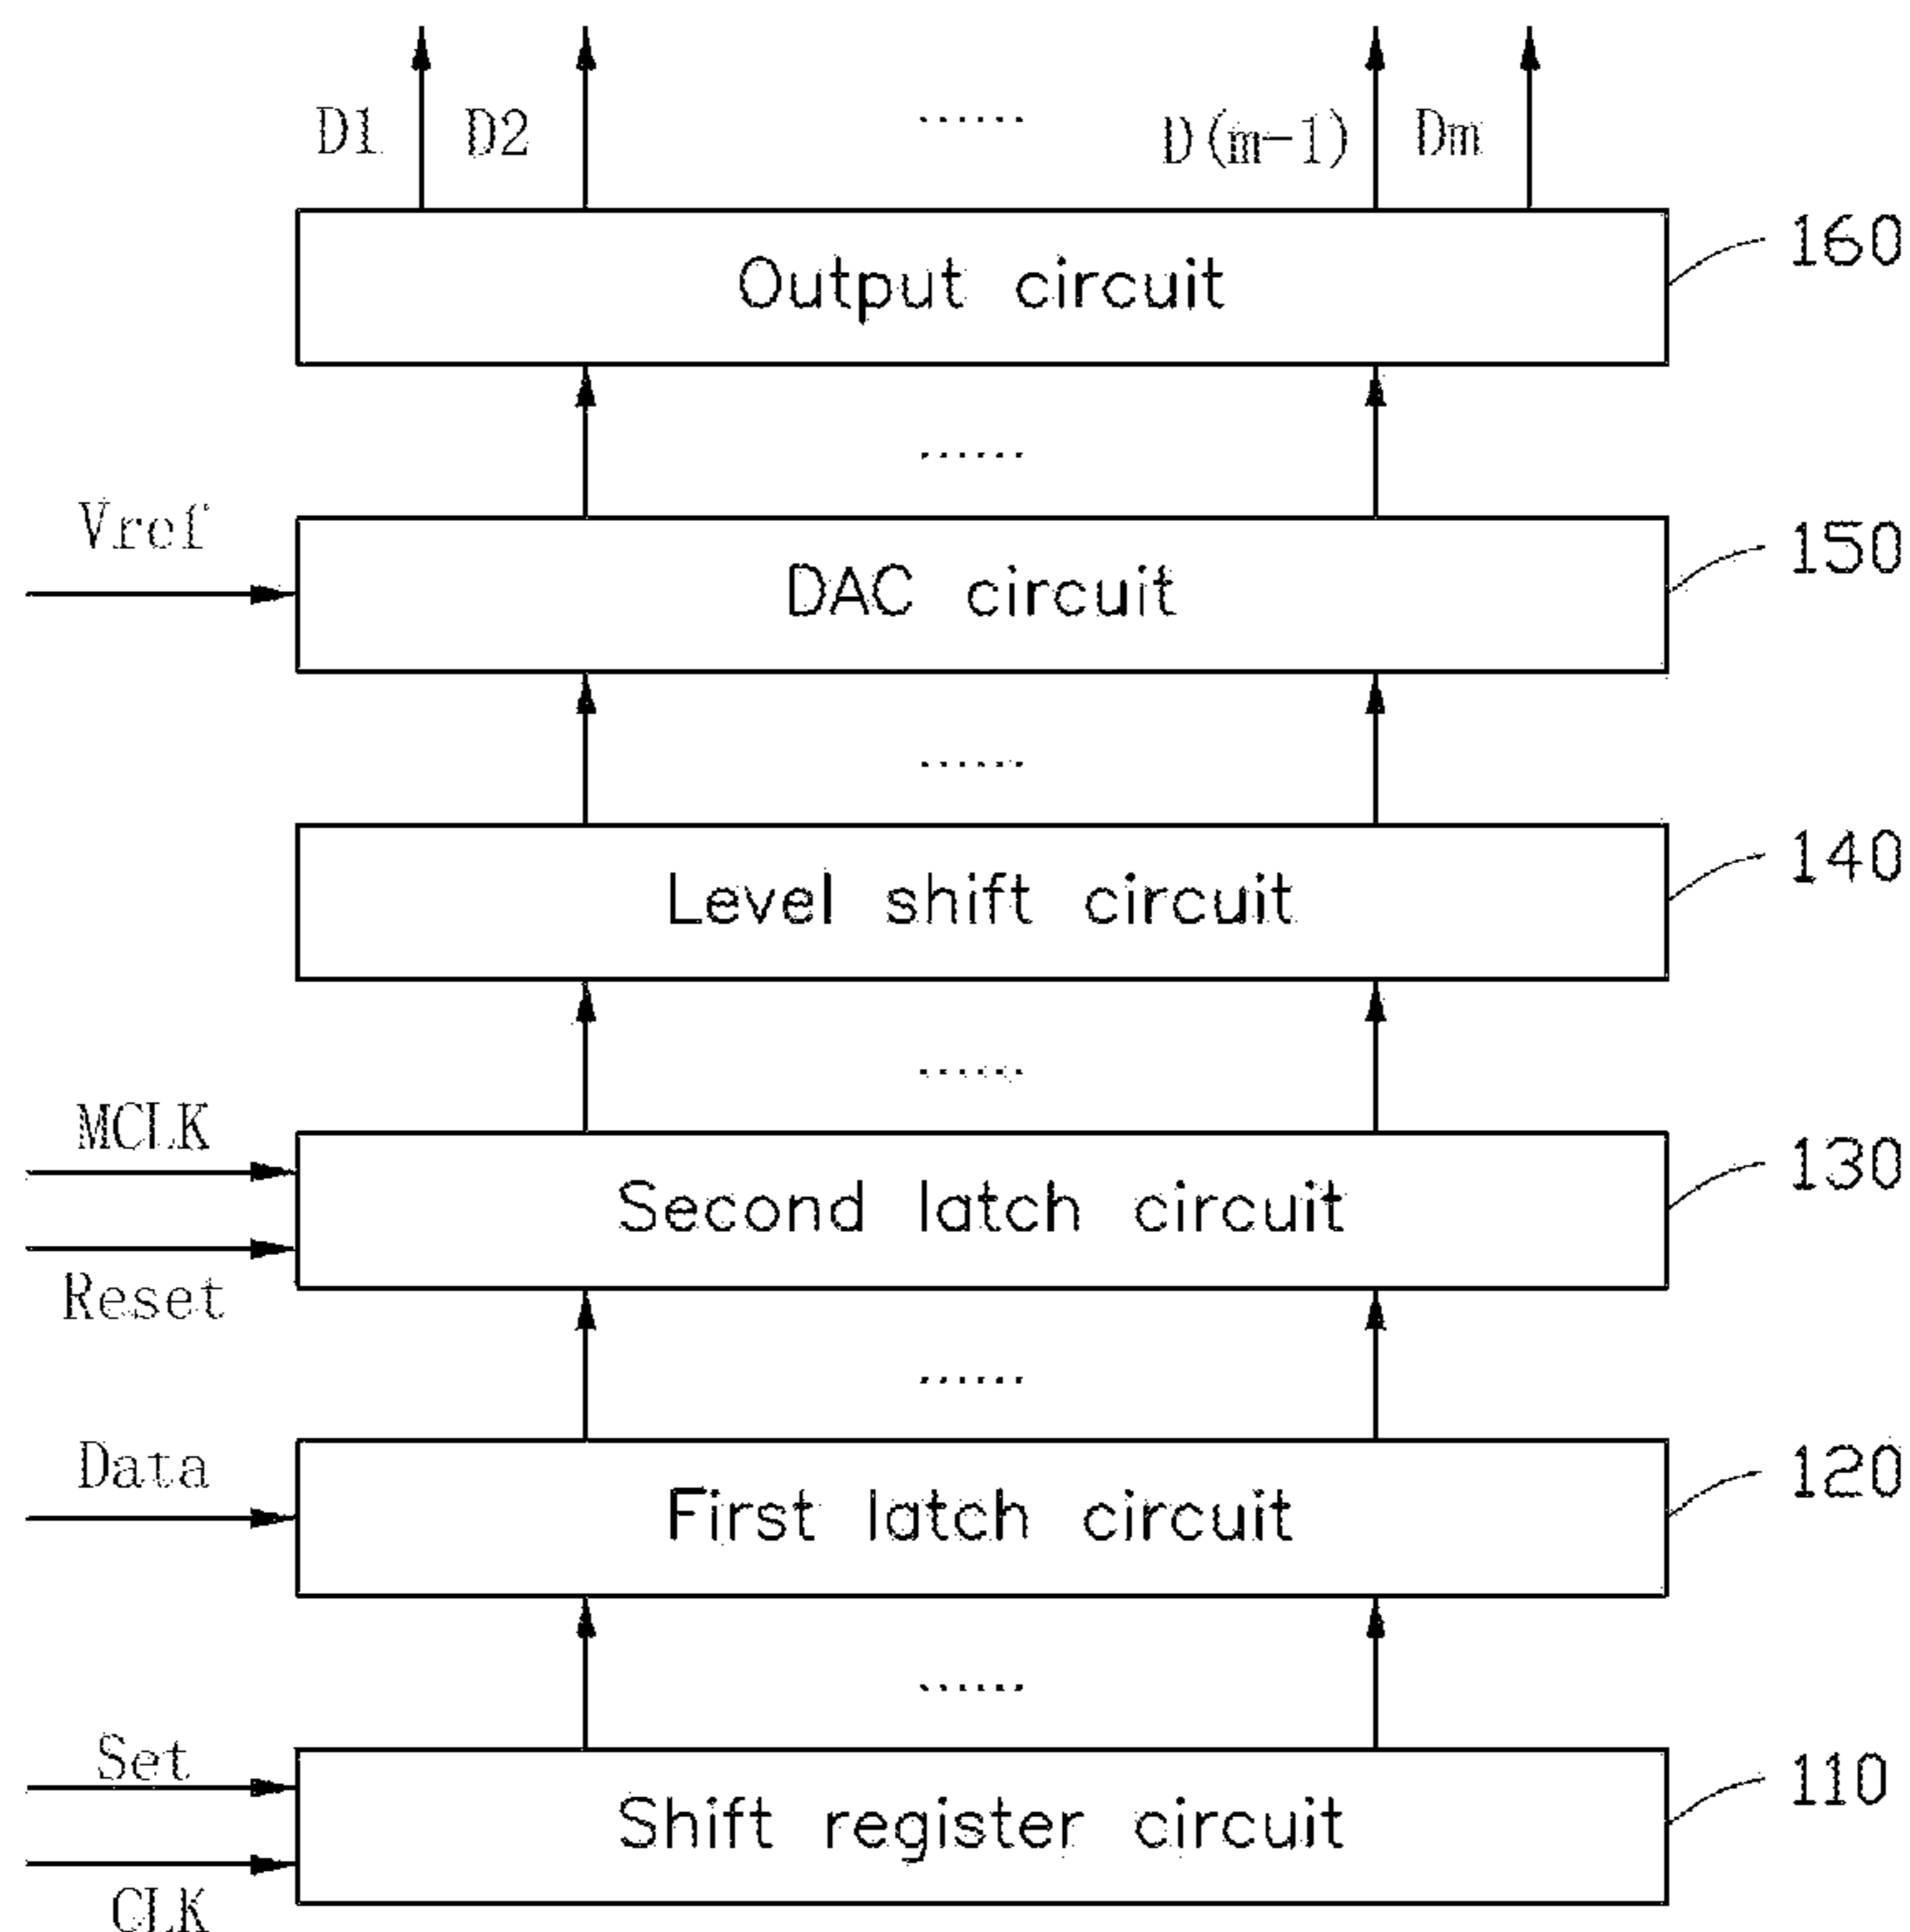 D1 D2 ...... D(m-1) Dm
Output circuit 160
......
Vref
DAC circuit 150
......
Level shift circuit 140
......
MCLK
Second latch circuit 130
Reset
......
Data
First latch circuit 120
......
Set
Shift register circuit 110
CLK